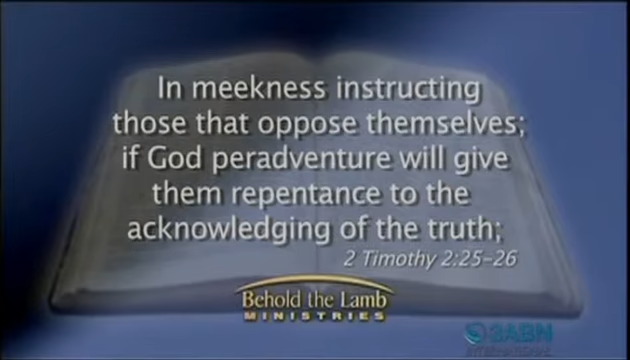 In meekness instructing
those that oppose themselves;
if God peradventure will give
them repentance to the
acknowledging of the truth;
2 Timothy 2:25-26
Behold the Lamb
MINISTRIES
3ABN
INTERNATIONAL